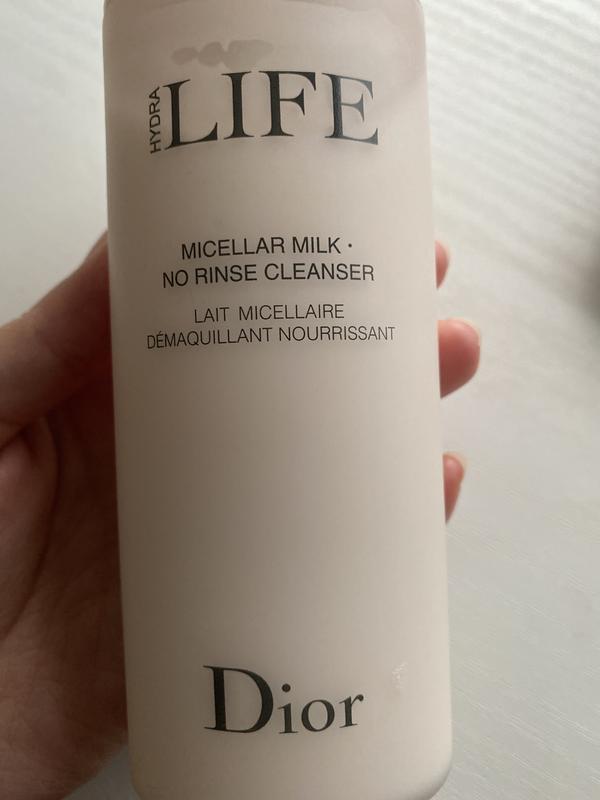 HYDRA
LIFE
MICELLAR MILK •
NO RINSE CLEANSER
LAIT MICELLAIRE
DÉMAQUILLANT NOURRISSANT
Dior